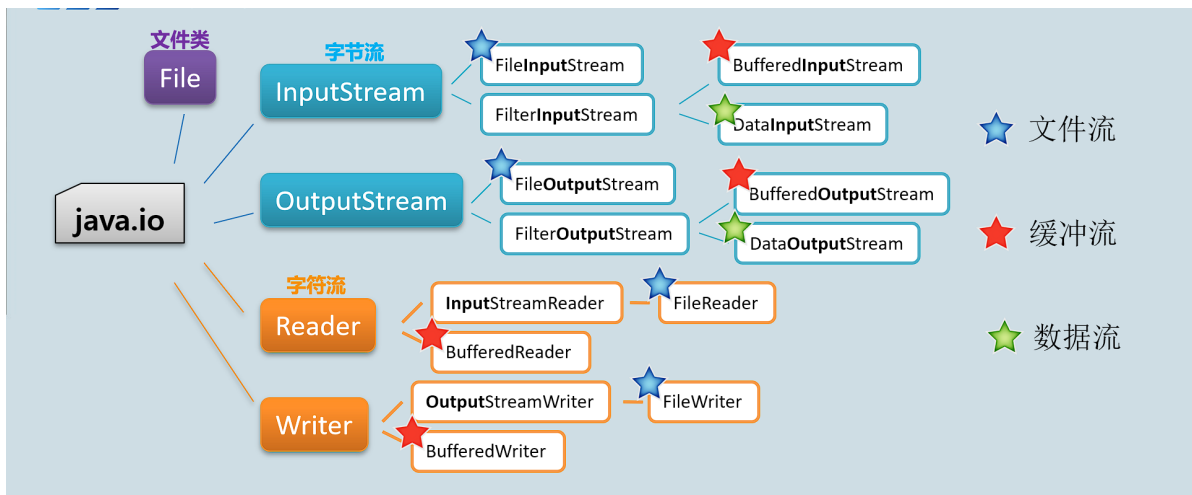 文件类
File
java.io
字节流
InputStream
FileInputStream
FilterInputStream
BufferedInputStream
DataInputStream
OutputStream
FileOutputStream
FilterOutputStream
BufferedOutputStream
DataOutputStream
字符流
Reader
InputStreamReader
FileReader
BufferedReader
Writer
OutputStreamWriter
FileWriter
BufferedWriter
文件流
缓冲流
数据流